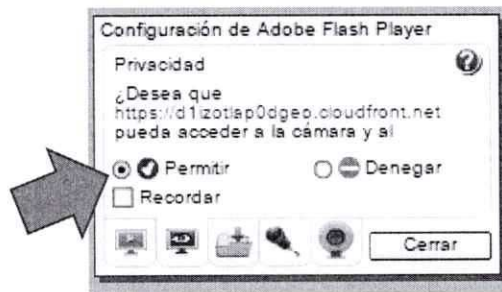 Configuración de Adobe Flash Player
Privacidad
¿Desea que
https://d1izotlap0dgep.cloudfront.net
pueda acceder a la cámara y al
Permitir Denegar
Recordar
Cerrar